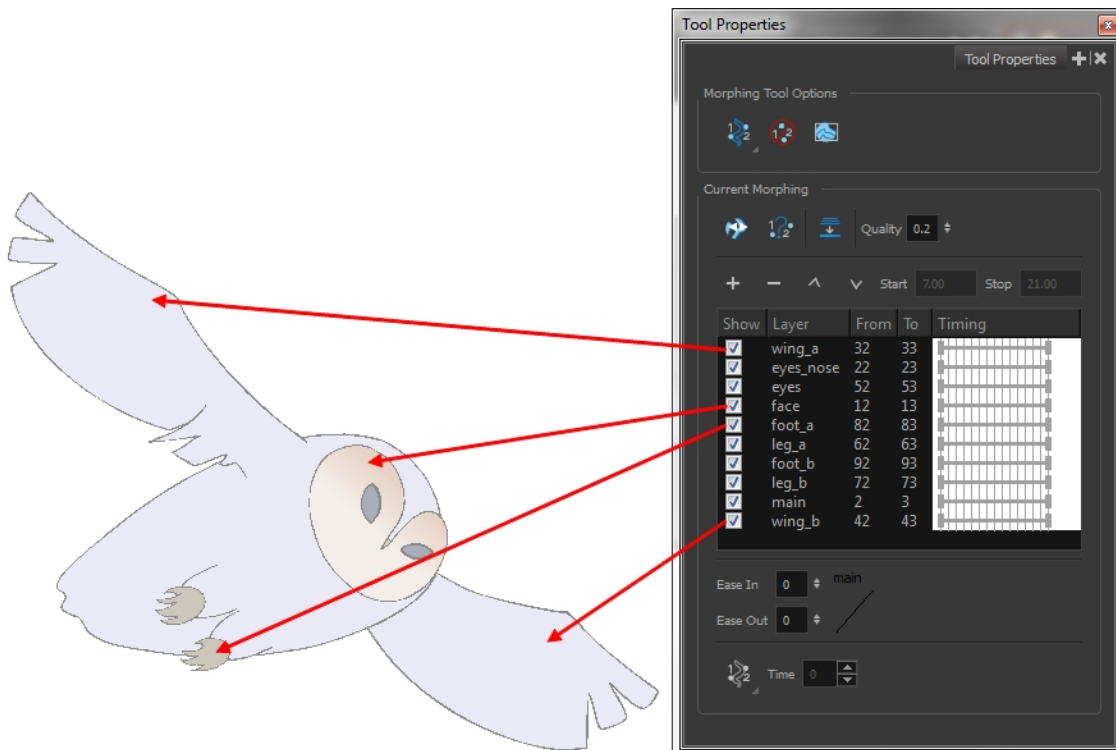 Tool Properties
Tool Properties
Morphing Tool Options
Current Morphing
Quality 0.2
Start 7.00 Stop 21.00
Show Layer From To Timing
wing_a 32 33
eyes_nose 22 23
eyes 52 53
face 12 13
foot_a 82 83
leg_a 62 63
foot_b 92 93
leg_b 72 73
main 2 3
wing_b 42 43
Ease In 0 main
Ease Out 0
Time 0